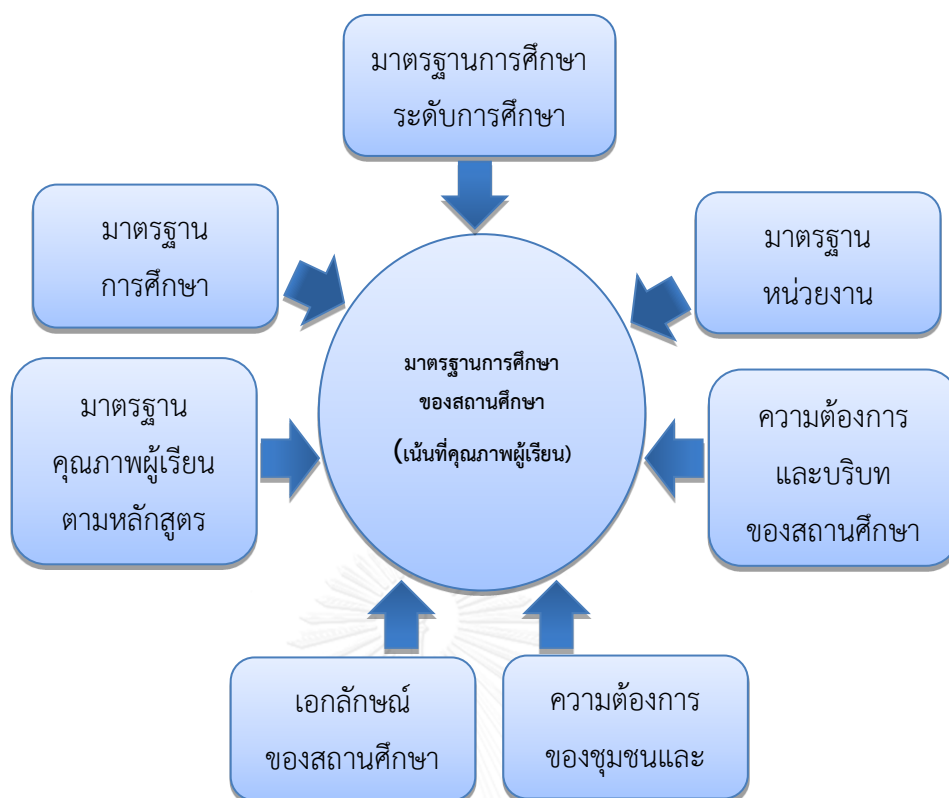 มาตรฐานการศึกษา
ระดับการศึกษา
มาตรฐาน
การศึกษา
มาตรฐาน
หน่วยงาน
มาตรฐานการศึกษา
ของสถานศึกษา
(เน้นที่คุณภาพผู้เรียน)
มาตรฐาน
คุณภาพผู้เรียน
ตามหลักสูตร
ความต้องการ
และบริบท
ของสถานศึกษา
เอกลักษณ์
ของสถานศึกษา
ความต้องการ
ของชุมชนและ